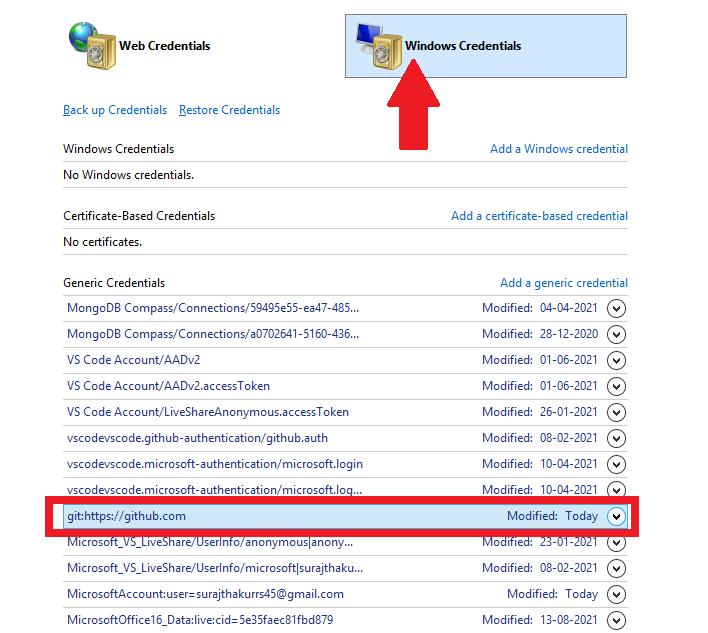 Web Credentials
Windows Credentials
Back up Credentials Restore Credentials
Windows Credentials Add a Windows credential
No Windows credentials.
Certificate-Based Credentials Add a certificate-based credential
No certificates.
Generic Credentials Add a generic credential
MongoDB Compass/Connections/59495e55-ea47-485... Modified: 04-04-2021
MongoDB Compass/Connections/a0702641-5160-436... Modified: 28-12-2020
VS Code Account/AADv2 Modified: 01-06-2021
VS Code Account/AADv2.accessToken Modified: 01-06-2021
VS Code Account/LiveShareAnonymous.accessToken Modified: 26-01-2021
vscodevscode.github-authentication/github.auth Modified: 08-02-2021
vscodevscode.microsoft-authentication/microsoft.login Modified: 10-04-2021
vscodevscode.microsoft-authentication/microsoft.log... Modified: 10-04-2021
git:https://github.com Modified: Today
Microsoft_VS_LiveShare/UserInfo/anonymous|anony... Modified: 23-01-2021
Microsoft_VS_LiveShare/UserInfo/microsoft|surajthaku... Modified: 08-02-2021
MicrosoftAccount:user=surajthakurrs45@gmail.com Modified: Today
MicrosoftOffice16_Data:live:cid=5e35faec81fbd879 Modified: 13-08-2021